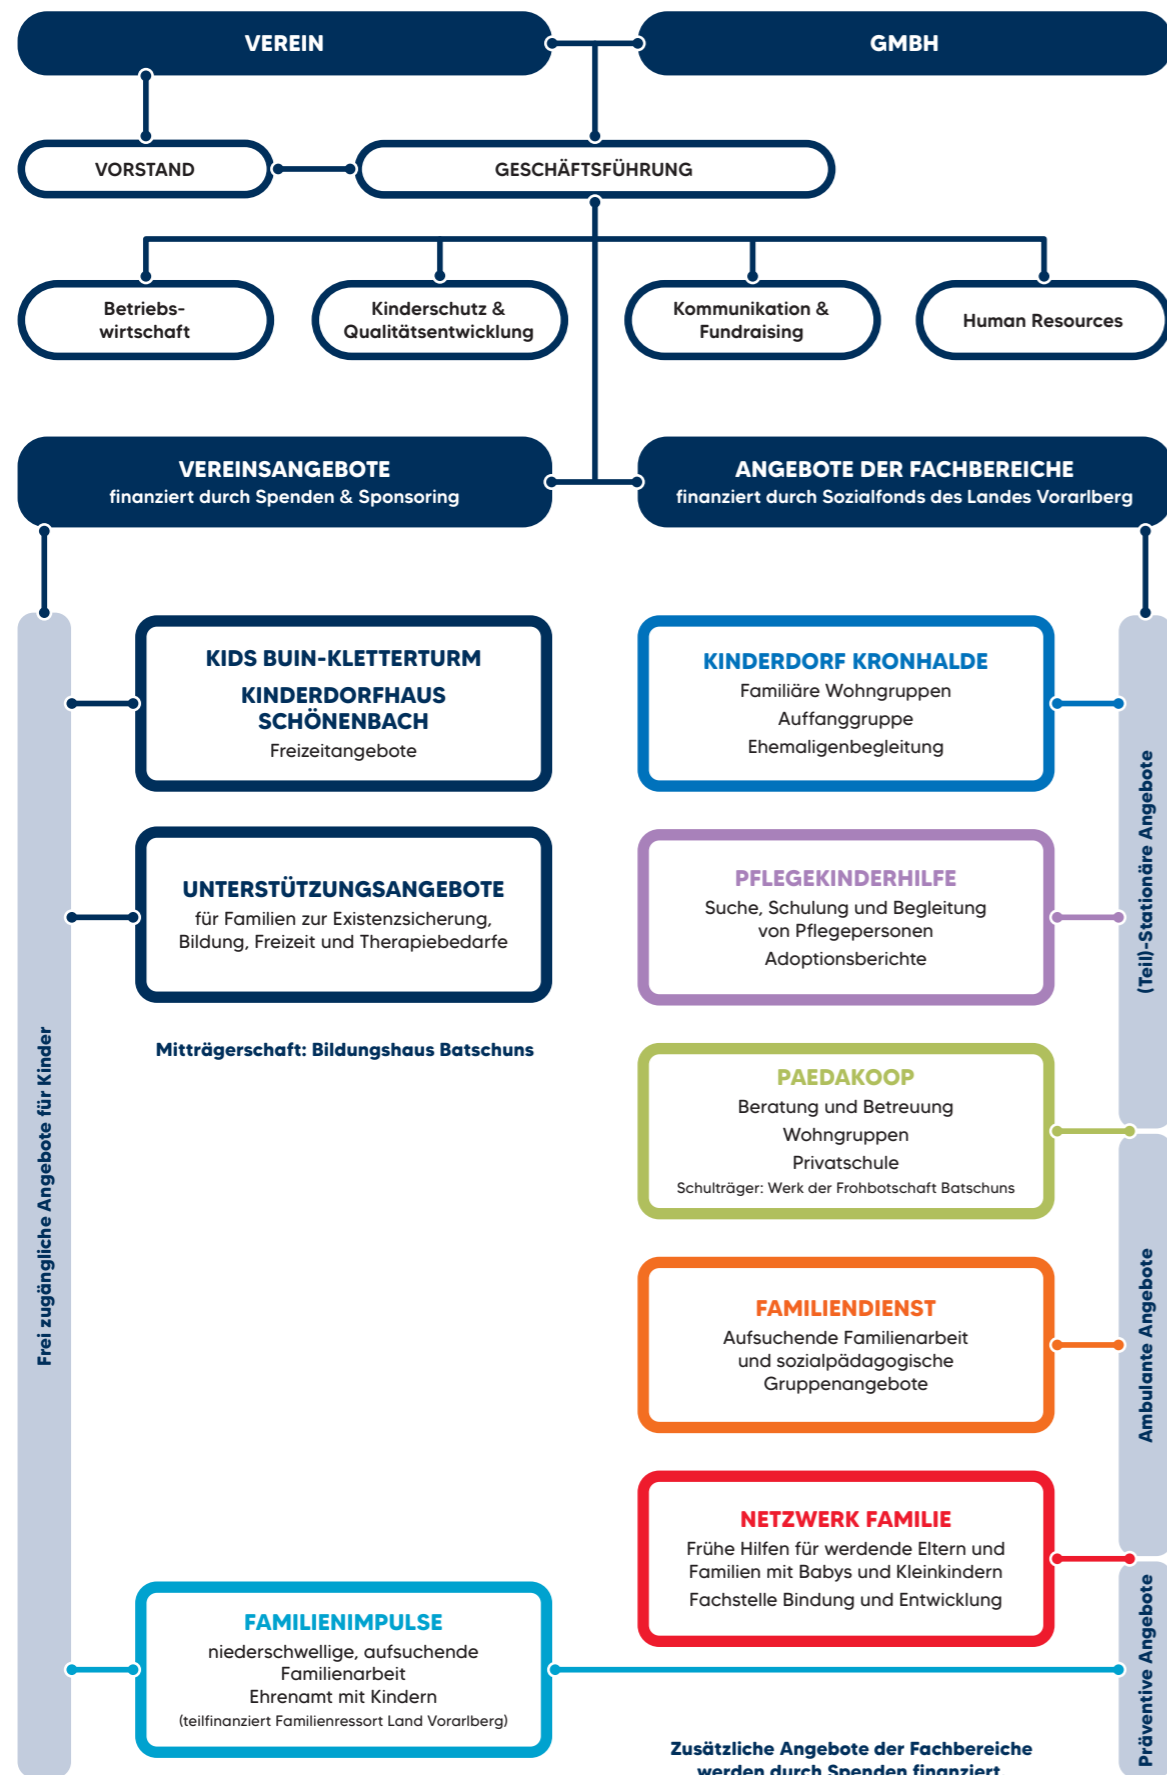 VEREIN
GMBH
VORSTAND
GESCHÄFTSFÜHRUNG
Betriebs-
wirtschaft
Kinderschutz &
Qualitätsentwicklung
Kommunikation &
Fundraising
Human Resources
VEREINSANGEBOTE
finanziert durch Spenden & Sponsoring
ANGEBOTE DER FACHBEREICHE
finanziert durch Sozialfonds des Landes Vorarlberg
Frei zugängliche Angebote für Kinder
KIDS BUIN-KLETTERTURM
KINDERDORFHAUS
SCHÖNENBACH
Freizeitangebote
UNTERSTÜTZUNGSANGEBOTE
für Familien zur Existenzsicherung,
Bildung, Freizeit und Therapiebedarfe
Mitträgerschaft: Bildungshaus Batschuns
FAMILIENIMPULSE
niederschwellige, aufsuchende
Familienarbeit
Ehrenamt mit Kindern
(teilfinanziert Familienressort Land Vorarlberg)
KINDERDORF KRONHALDE
Familiäre Wohngruppen
Auffanggruppe
Ehemaligenbegleitung
PFLEGEKINDERHILFE
Suche, Schulung und Begleitung
von Pflegepersonen
Adoptionsberichte
PAEDAKOOP
Beratung und Betreuung
Wohngruppen
Privatschule
Schulträger: Werk der Frohbotschaft Batschuns
FAMILIENDIENST
Aufsuchende Familienarbeit
und sozialpädagogische
Gruppenangebote
NETZWERK FAMILIE
Frühe Hilfen für werdende Eltern und
Familien mit Babys und Kleinkindern
Fachstelle Bindung und Entwicklung
(Teil)-Stationäre Angebote
Ambulante Angebote
Präventive Angebote
Zusätzliche Angebote der Fachbereiche
werden durch Spenden finanziert